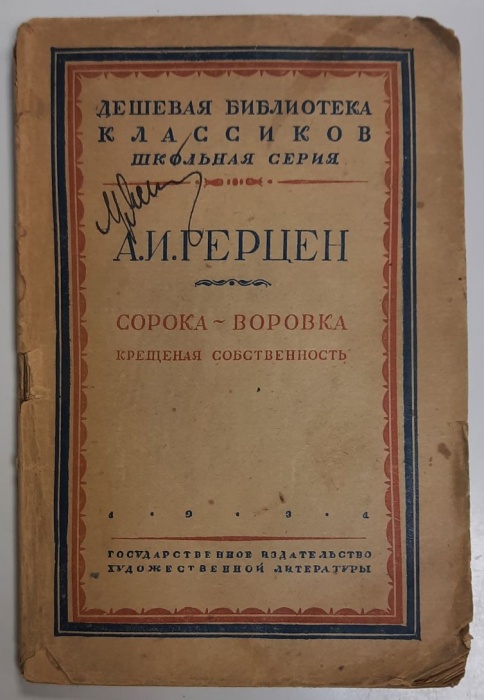 ДЕШЕВАЯ БИБЛИОТЕКА
КЛАССИКОВ
ШКОЛЬНАЯ СЕРИЯ
А.И.ГЕРЦЕН
СОРОКА ~ ВОРОВКА
КРЕЩЕНАЯ СОБСТВЕННОСТЬ
1 • 9 • 3 • 4
ГОСУДАРСТВЕННОЕ ИЗДАТЕЛЬСТВО
ХУДОЖЕСТВЕННОЙ ЛИТЕРАТУРЫ